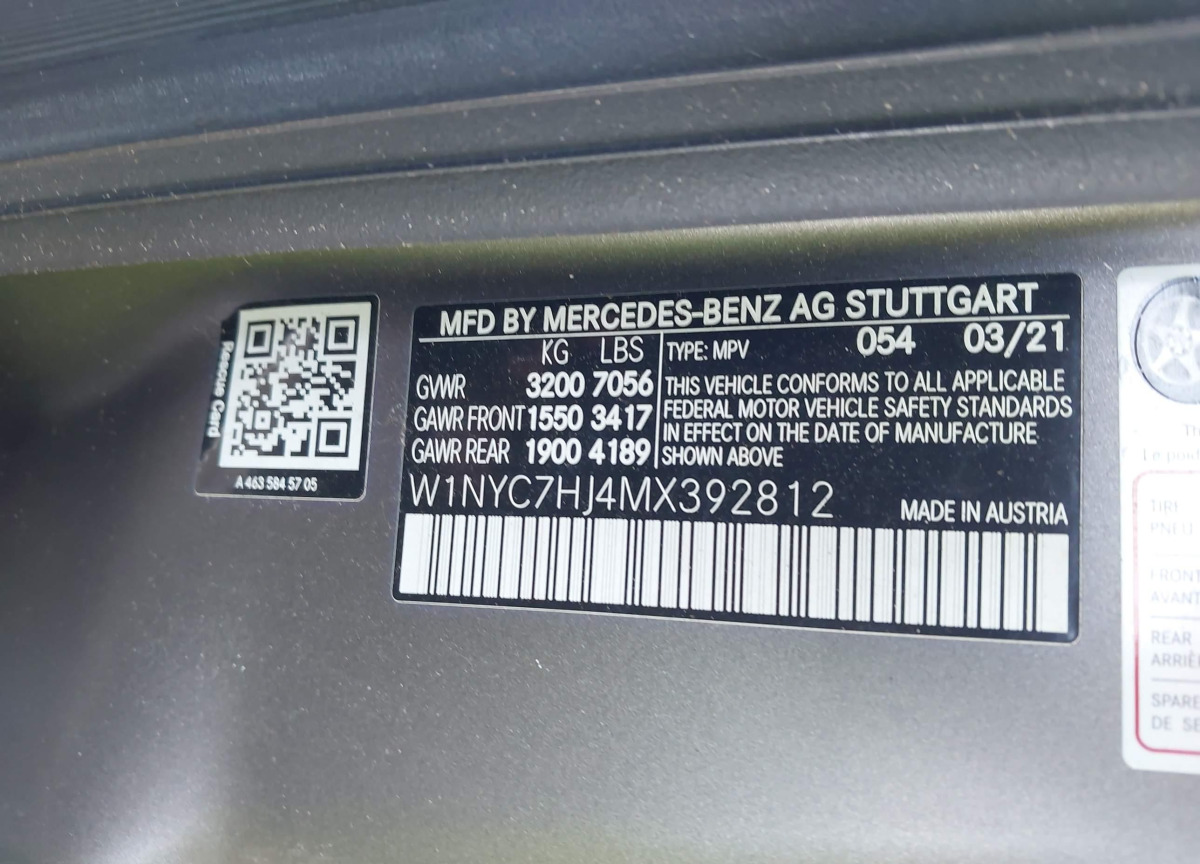 Rescue Card
A 463 584 57 05
MFD BY MERCEDES-BENZ AG STUTTGART
KG LBS
GVWR 3200 7056
GAWR FRONT 1550 3417
GAWR REAR 1900 4189
TYPE: MPV 054 03/21
THIS VEHICLE CONFORMS TO ALL APPLICABLE
FEDERAL MOTOR VEHICLE SAFETY STANDARDS
IN EFFECT ON THE DATE OF MANUFACTURE
SHOWN ABOVE
W1NYC7HJ4MX392812
MADE IN AUSTRIA
TIRE
FRONT
REAR
SPARE
DE